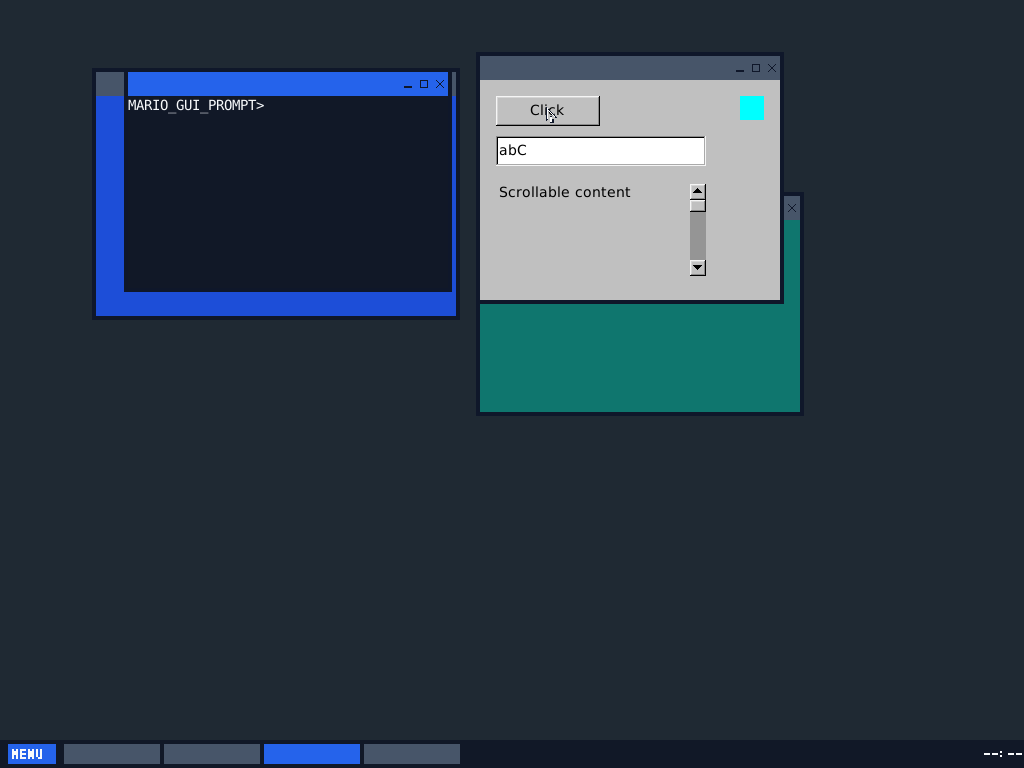 MARIO_GUI_PROMPT>
Click
abC
Scrollable content
MENU
--:--